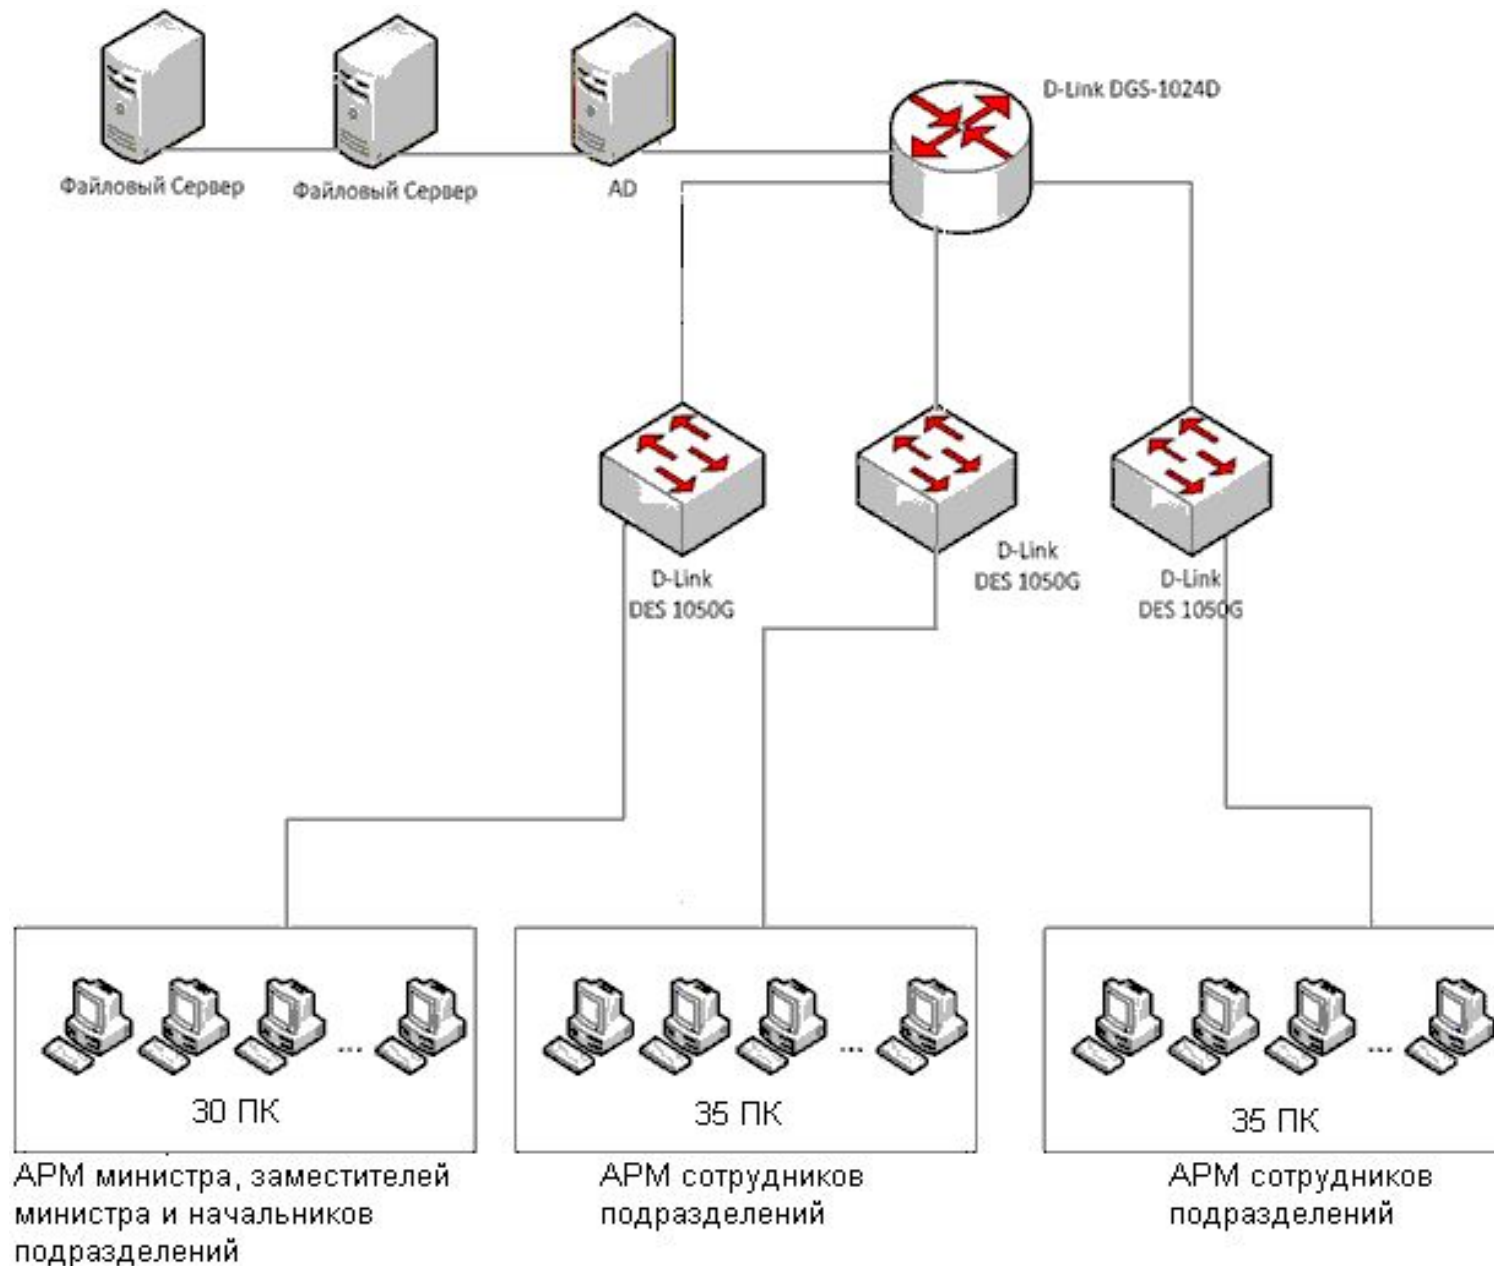 D-Link DGS-1024D
Файловый Сервер
Файловый Сервер
AD
D-Link
DES 1050G
D-Link
DES 1050G
D-Link
DES 1050G
...
30 ПК
...
35 ПК
...
35 ПК
АРМ министра, заместителей
министра и начальников
подразделений
АРМ сотрудников
подразделений
АРМ сотрудников
подразделений